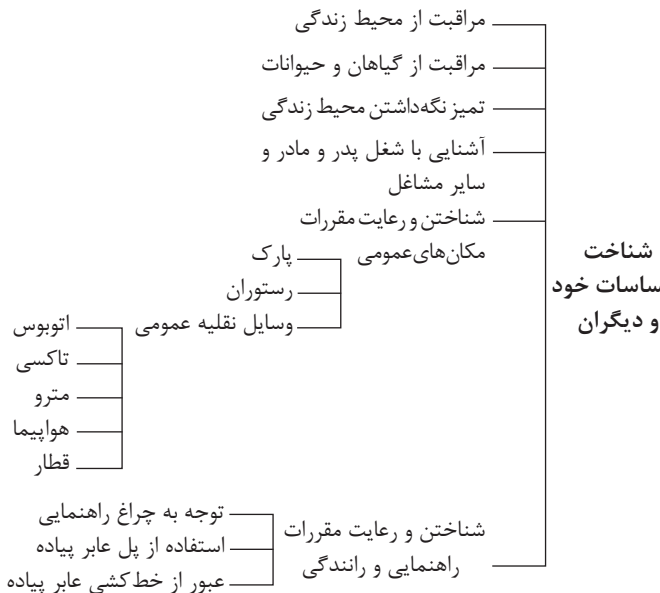 مراقبت از محیط زندگی
مراقبت از گیاهان و حیوانات
تمیز نگه‌داشتن محیط زندگی
آشنایی با شغل پدر و مادر و
سایر مشاغل
شناختن و رعایت مقررات
مکان‌های عمومی
پارک
رستوران
وسایل نقلیه عمومی
اتوبوس
تاکسی
مترو
هواپیما
قطار
شناخت
ساسات خود
و دیگران
شناختن و رعایت مقررات
راهنمایی و رانندگی
توجه به چراغ راهنمایی
استفاده از پل عابر پیاده
عبور از خط‌کشی عابر پیاده